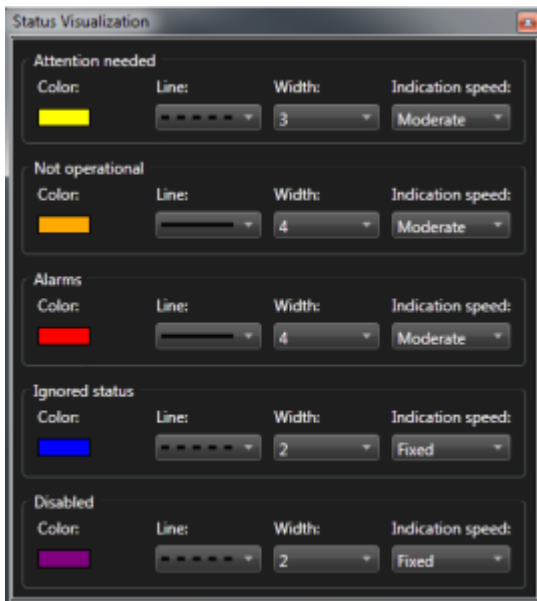 Status Visualization
Attention needed
Color: Line: Width: Indication speed:
3 Moderate
Not operational
Color: Line: Width: Indication speed:
4 Moderate
Alarms
Color: Line: Width: Indication speed:
4 Moderate
Ignored status
Color: Line: Width: Indication speed:
2 Fixed
Disabled
Color: Line: Width: Indication speed:
2 Fixed